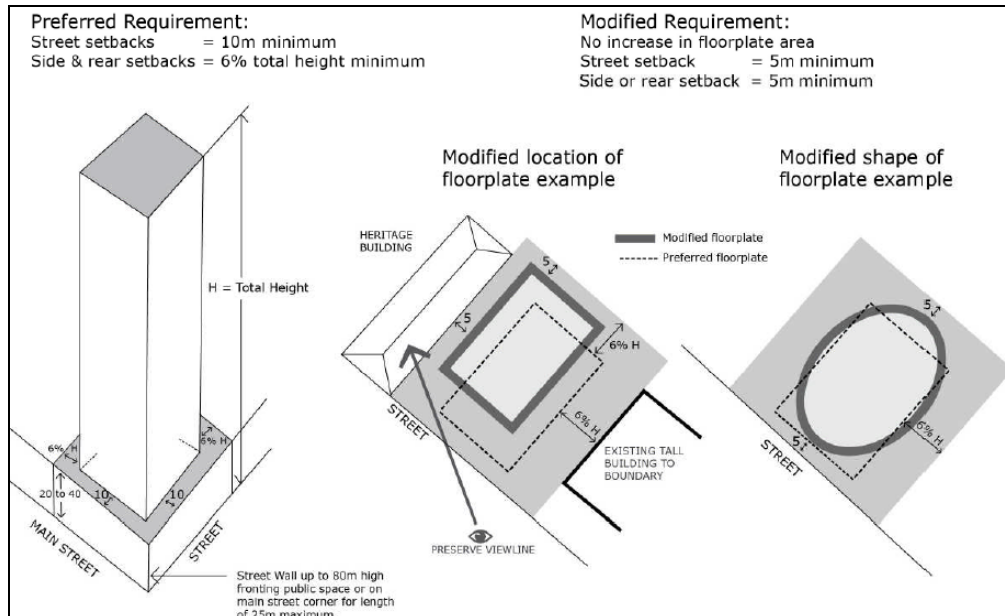 Preferred Requirement:
Street setbacks = 10m minimum
Side & rear setbacks = 6% total height minimum
Modified Requirement:
No increase in floorplate area
Street setback = 5m minimum
Side or rear setback = 5m minimum
Modified location of
floorplate example
Modified shape of
floorplate example
HERITAGE
BUILDING
Modified floorplate
Preferred floorplate
H = Total Height
5
5
6% H
6% H
STREET
EXISTING TALL
BUILDING TO
BOUNDARY
PRESERVE VIEWLINE
5
6% H
5
STREET
6% H
6% H
20 to 40
10
10
MAIN STREET
STREET
Street Wall up to 80m high
fronting public space or on
main street corner for length
of 25m maximum